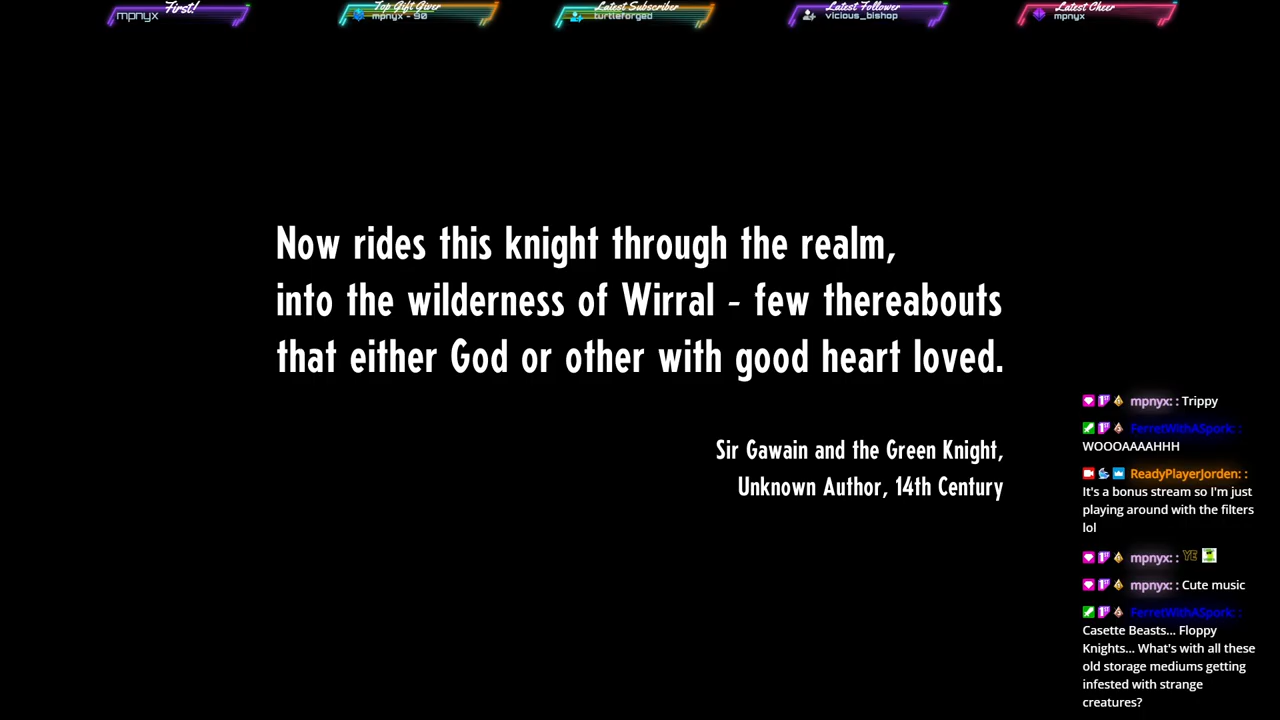 First!
mpnyx
Top Gift Giver
mpnyx - 90
Latest Subscriber
turtleforged
Latest Follower
vicious_bishop
Latest Cheer
mpnyx
Now rides this knight through the realm,
into the wilderness of Wirral - few thereabouts
that either God or other with good heart loved.
Sir Gawain and the Green Knight,
Unknown Author, 14th Century
mpnyx: : Trippy
FerretWithASpork: :
WOOOAAAAHHH
ReadyPlayerJorden: :
It's a bonus stream so I'm just
playing around with the filters
lol
mpnyx: : YE
mpnyx: : Cute music
FerretWithASpork: :
Casette Beasts... Floppy
Knights... What's with all these
old storage mediums getting
infested with strange
creatures?